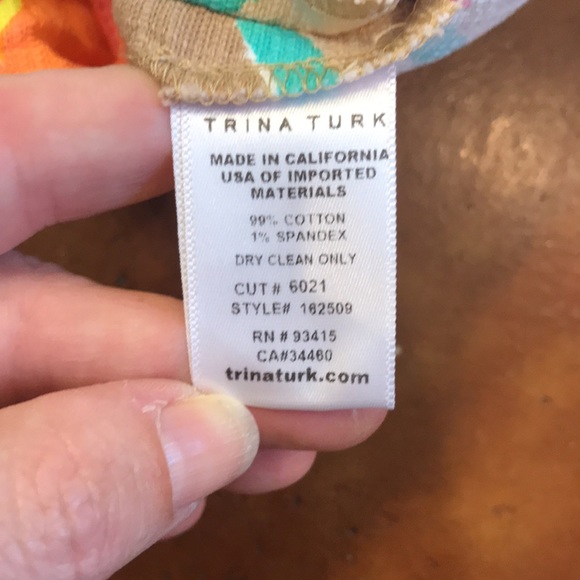 TRINA TURK
MADE IN CALIFORNIA
USA OF IMPORTED
MATERIALS
99% COTTON
1% SPANDEX
DRY CLEAN ONLY
CUT # 6021
STYLE# 162509
RN # 93415
CA#34460
trinaturk.com